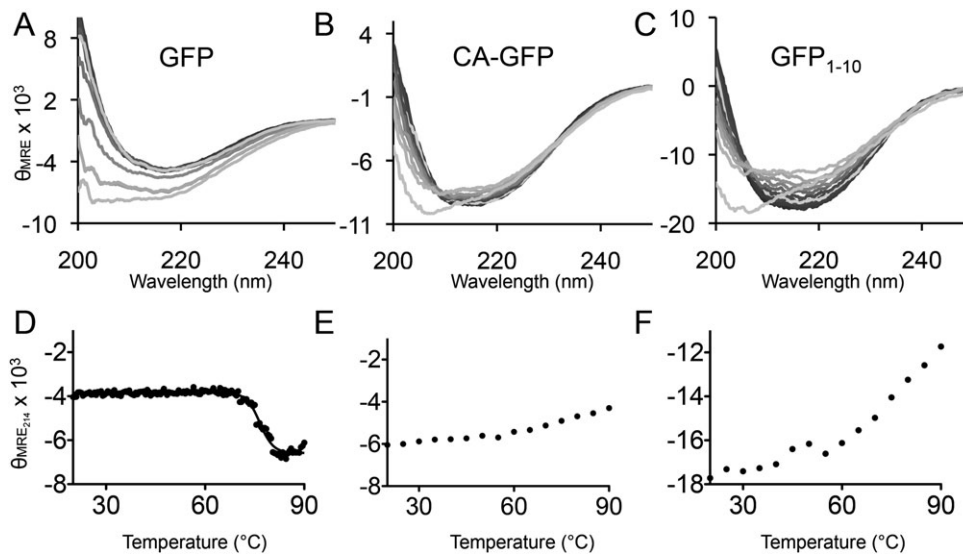 A
GFP
θMRE x 10³
8
2
-4
-10
200
220
240
Wavelength (nm)
B
CA-GFP
4
-1
-6
-11
200
220
240
Wavelength (nm)
C
GFP₁₋₁₀
10
0
-10
-20
200
220
240
Wavelength (nm)
D
θMRE₂₁₄ x 10³
-2
-4
-6
-8
30
60
90
Temperature (°C)
E
-2
-4
-6
-8
30
60
90
Temperature (°C)
F
-12
-14
-16
-18
30
60
90
Temperature (°C)